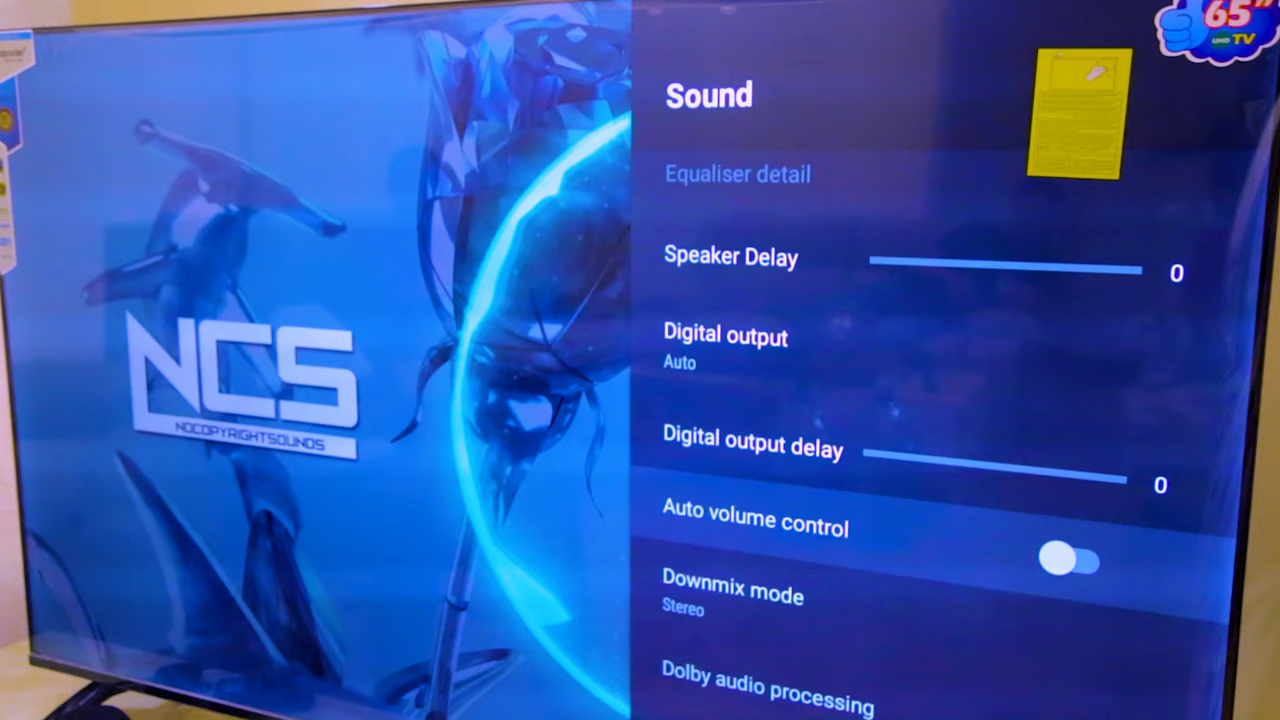 NCS
NOCOPYRIGHTSOUNDS
65"
UHD TV
Sound
Equaliser detail
Speaker Delay 0
Digital output
Auto
Digital output delay 0
Auto volume control
Downmix mode
Stereo
Dolby audio processing